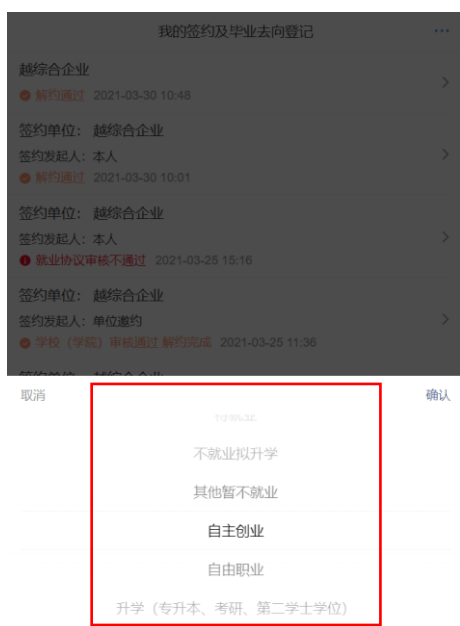 我的签约及毕业去向登记
越综合企业
解约通过 2021-03-30 10:48
签约单位： 越综合企业
签约发起人：本人
解约通过 2021-03-30 10:01
签约单位： 越综合企业
签约发起人：本人
就业协议审核不通过 2021-03-25 15:16
签约单位： 越综合企业
签约发起人：单位邀约
学校（学院）审核通过 解约完成 2021-03-25 11:36
取消
确认
不就业拟升学
其他暂不就业
自主创业
自由职业
升学（专升本、考研、第二学士学位）